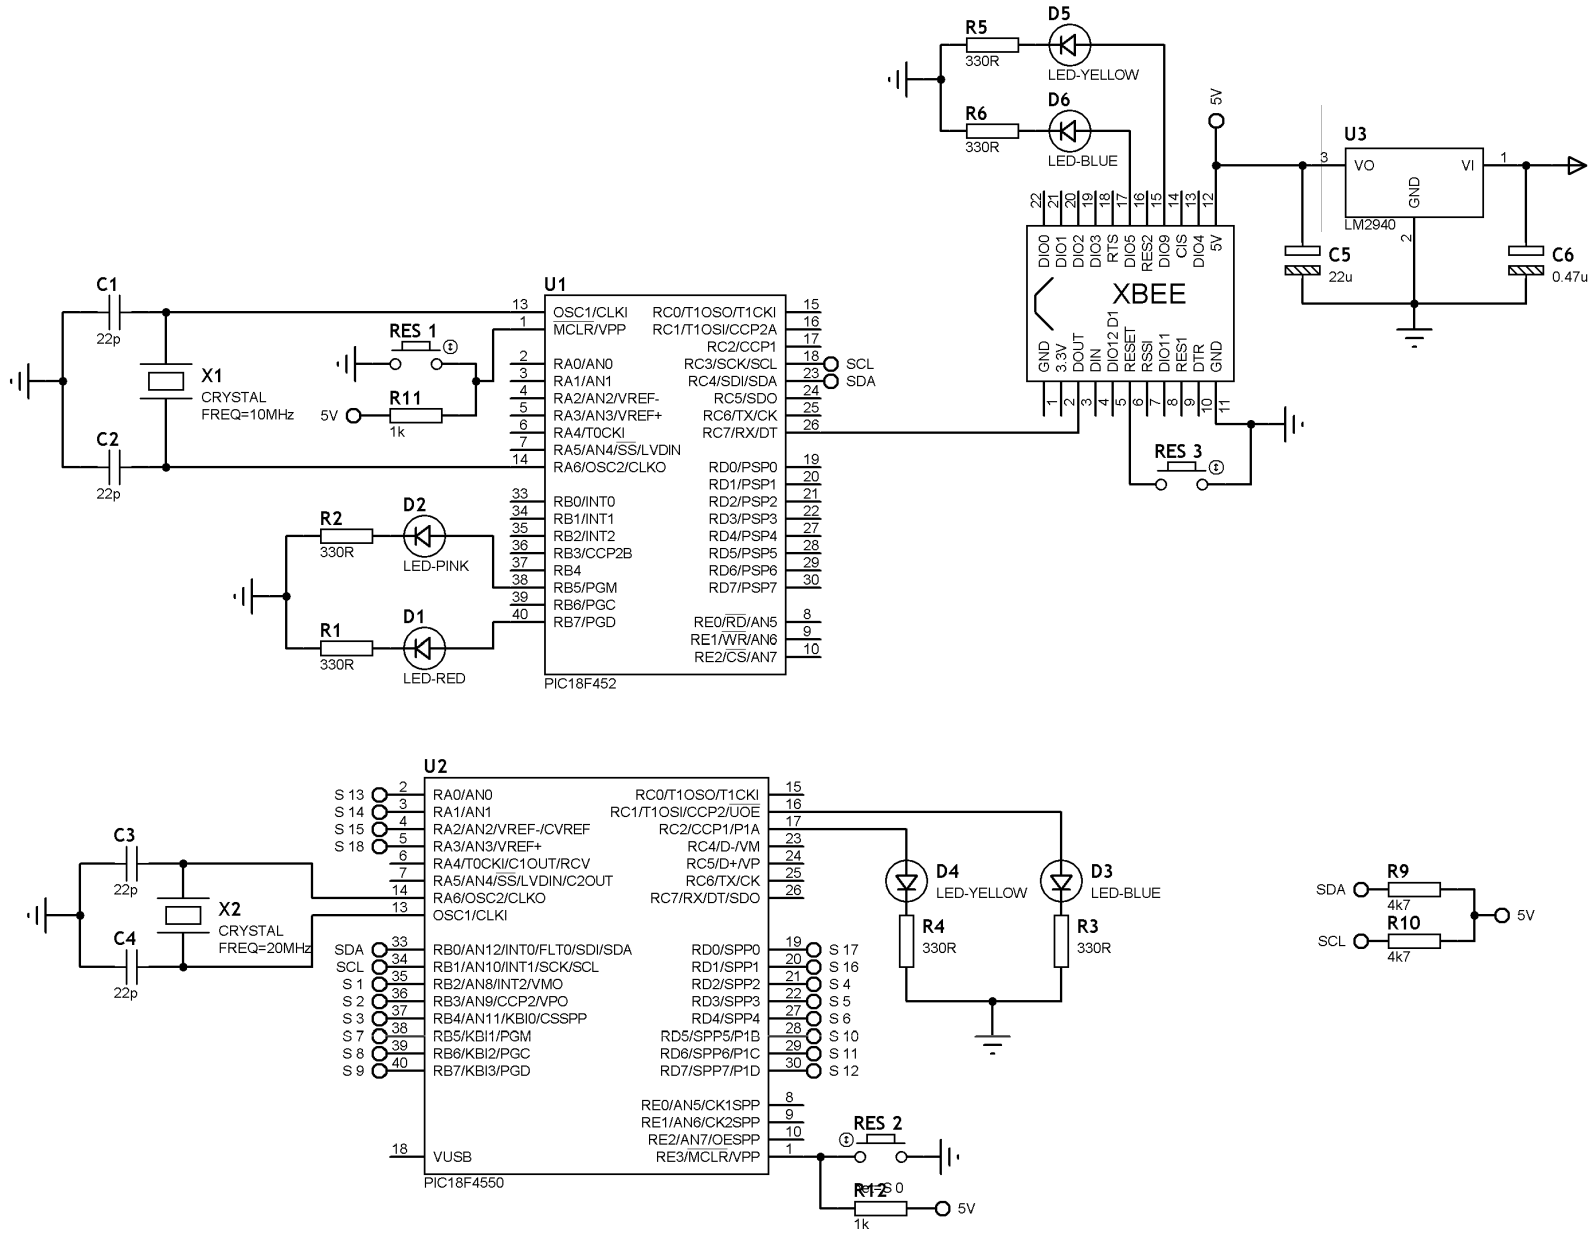 R5
330R
D5
LED-YELLOW
R6
330R
D6
LED-BLUE
5V
U3
3
VO
VI
1
GND
2
LM2940
C5
22u
C6
0.47u
22
21
20
19
18
17
16
15
14
13
12
DIO0
DIO1
DIO2
DIO3
RTS
DIO5
RES2
DIO9
CIS
DIO4
5V
XBEE
GND
3.3V
DOUT
DIN
DIO12 D1
RESET
RSSI
DIO11
RES1
DTR
GND
1
2
3
4
5
6
7
8
9
10
11
RES 3
C1
22p
X1
CRYSTAL
FREQ=10MHz
C2
22p
RES 1
R11
1k
5V
U1
13 OSC1/CLKI RC0/T1OSO/T1CKI 15
1 MCLR/VPP RC1/T1OSI/CCP2A 16
RC2/CCP1 17
2 RA0/AN0 RC3/SCK/SCL 18 SCL
3 RA1/AN1 RC4/SDI/SDA 23 SDA
4 RA2/AN2/VREF- RC5/SDO 24
5 RA3/AN3/VREF+ RC6/TX/CK 25
6 RA4/T0CKI RC7/RX/DT 26
7 RA5/AN4/SS/LVDIN
14 RA6/OSC2/CLKO RD0/PSP0 19
RD1/PSP1 20
33 RB0/INT0 RD2/PSP2 21
34 RB1/INT1 RD3/PSP3 22
35 RB2/INT2 RD4/PSP4 27
36 RB3/CCP2B RD5/PSP5 28
37 RB4 RD6/PSP6 29
38 RB5/PGM RD7/PSP7 30
39 RB6/PGC
40 RB7/PGD RE0/RD/AN5 8
RE1/WR/AN6 9
RE2/CS/AN7 10
PIC18F452
R2
330R
D2
LED-PINK
R1
330R
D1
LED-RED
U2
S 13 2 RA0/AN0 RC0/T1OSO/T1CKI 15
S 14 3 RA1/AN1 RC1/T1OSI/CCP2/UOE 16
S 15 4 RA2/AN2/VREF-/CVREF RC2/CCP1/P1A 17
S 18 5 RA3/AN3/VREF+ RC4/D-/VM 23
6 RA4/T0CKI/C1OUT/RCV RC5/D+/VP 24
7 RA5/AN4/SS/LVDIN/C2OUT RC6/TX/CK 25
14 RA6/OSC2/CLKO RC7/RX/DT/SDO 26
13 OSC1/CLKI
SDA 33 RB0/AN12/INT0/FLT0/SDI/SDA RD0/SPP0 19 S 17
SCL 34 RB1/AN10/INT1/SCK/SCL RD1/SPP1 20 S 16
S 1 35 RB2/AN8/INT2/VMO RD2/SPP2 21 S 4
S 2 36 RB3/AN9/CCP2/VPO RD3/SPP3 22 S 5
S 3 37 RB4/AN11/KBI0/CSSPP RD4/SPP4 27 S 6
S 7 38 RB5/KBI1/PGM RD5/SPP5/P1B 28 S 10
S 8 39 RB6/KBI2/PGC RD6/SPP6/P1C 29 S 11
S 9 40 RB7/KBI3/PGD RD7/SPP7/P1D 30 S 12
RE0/AN5/CK1SPP 8
RE1/AN6/CK2SPP 9
RE2/AN7/OESPP 10
18 VUSB RE3/MCLR/VPP 1
PIC18F4550
C3
22p
X2
CRYSTAL
FREQ=20MHz
C4
22p
D4
LED-YELLOW
R4
330R
D3
LED-BLUE
R3
330R
SDA
R9
4k7
SCL
R10
4k7
5V
RES 2
R12
1k
5V